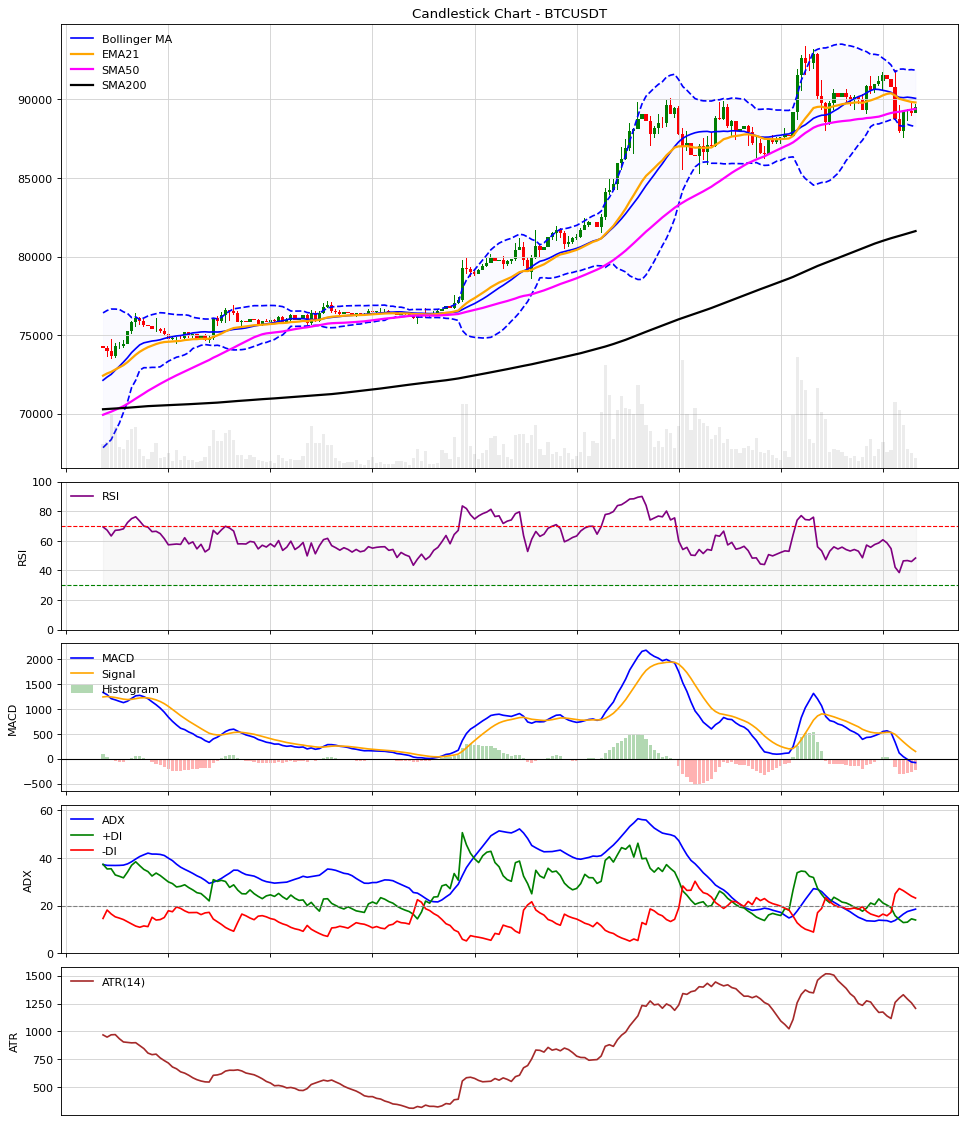 Candlestick Chart - BTCUSDT
Bollinger MA
EMA21
SMA50
SMA200
90000
85000
80000
75000
70000
RSI
100
80
60
40
20
0
RSI
MACD
Signal
Histogram
2000
1500
1000
500
0
−500
MACD
ADX
+DI
-DI
60
40
20
0
ADX
ATR(14)
1500
1250
1000
750
500
ATR